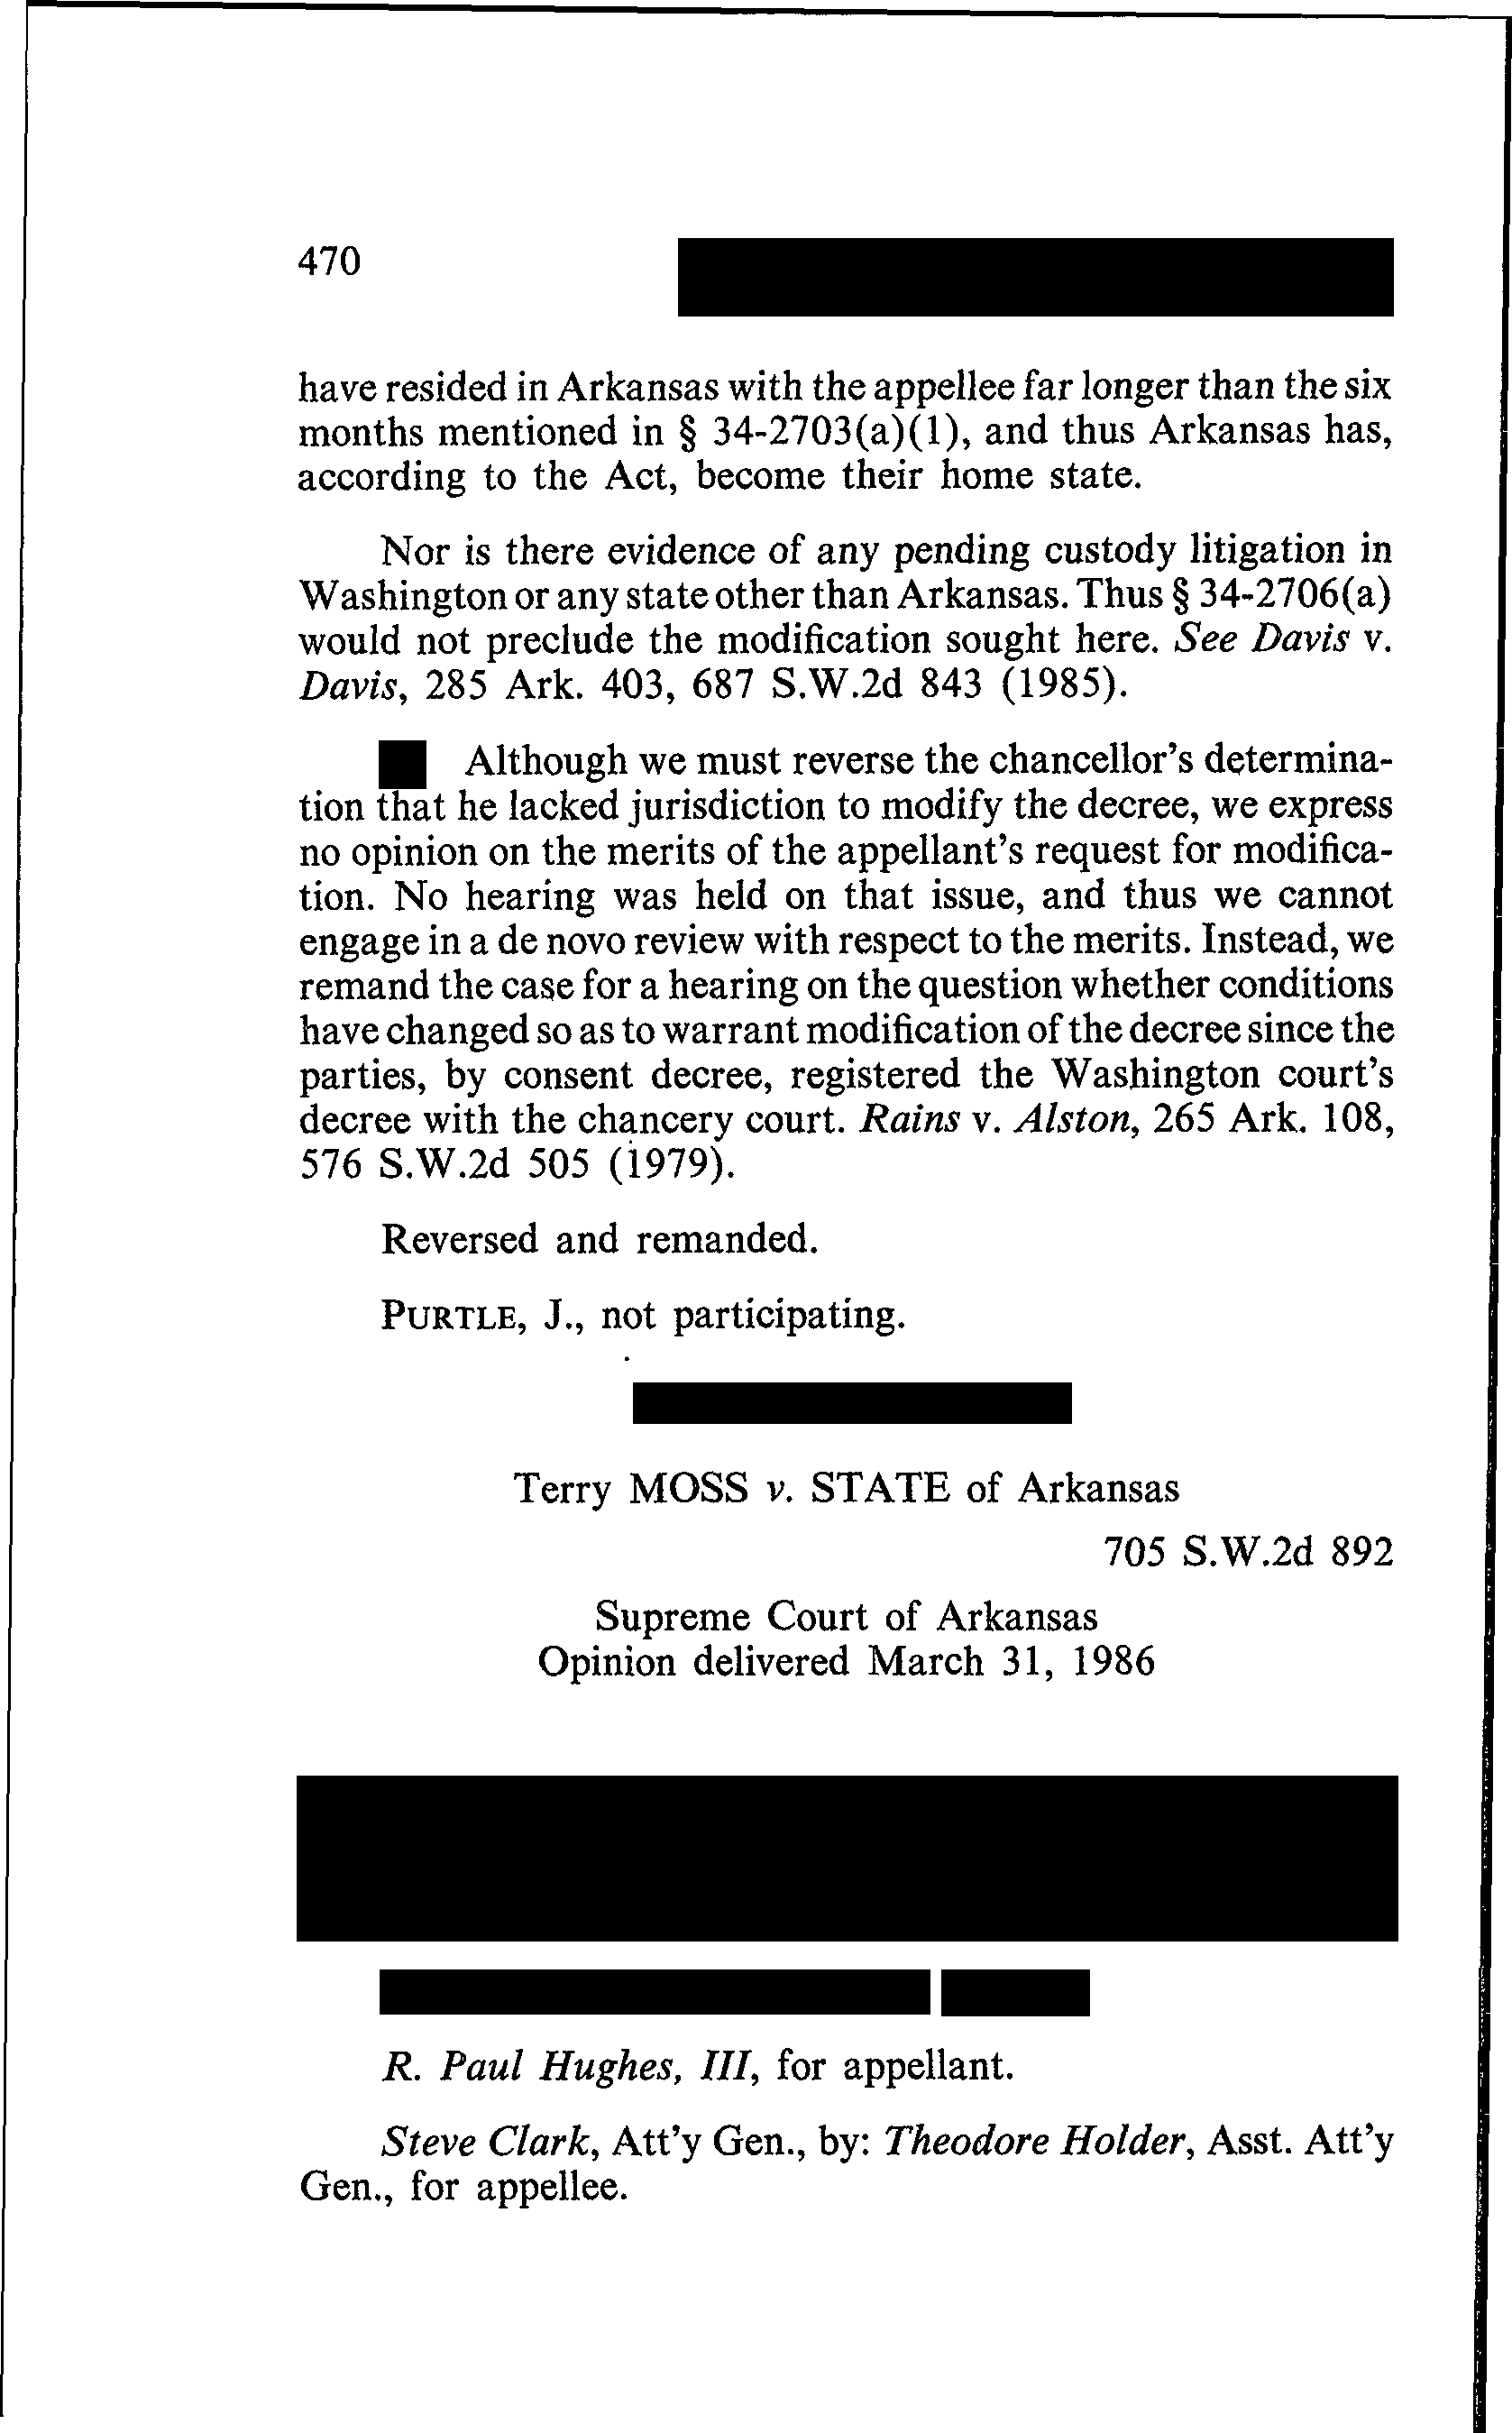 470
have resided in Arkansas with the appellee far longer than the six
months mentioned in § 34-2703(a)(1), and thus Arkansas has,
according to the Act, become their home state.
Nor is there evidence of any pending custody litigation in
Washington or any state other than Arkansas. Thus § 34-2706(a)
would not preclude the modification sought here. See Davis v.
Davis, 285 Ark. 403, 687 S.W.2d 843 (1985).
Although we must reverse the chancellor's determina-
tion that he lacked jurisdiction to modify the decree, we express
no opinion on the merits of the appellant's request for modifica-
tion. No hearing was held on that issue, and thus we cannot
engage in a de novo review with respect to the merits. Instead, we
remand the case for a hearing on the question whether conditions
have changed so as to warrant modification of the decree since the
parties, by consent decree, registered the Washington court's
decree with the chancery court. Rains v. Alston, 265 Ark. 108,
576 S.W.2d 505 (1979).
Reversed and remanded.
PURTLE, J., not participating.
Terry MOSS v. STATE of Arkansas
705 S.W.2d 892
Supreme Court of Arkansas
Opinion delivered March 31, 1986
R. Paul Hughes, III, for appellant.
Steve Clark, Att'y Gen., by: Theodore Holder, Asst. Att'y
Gen., for appellee.